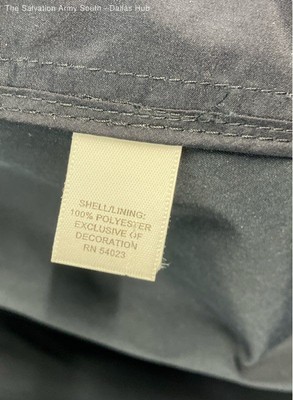 The Salvation Army South - Dallas Hub
SHELL/LINING:
100% POLYESTER
EXCLUSIVE OF
DECORATION
RN 54023